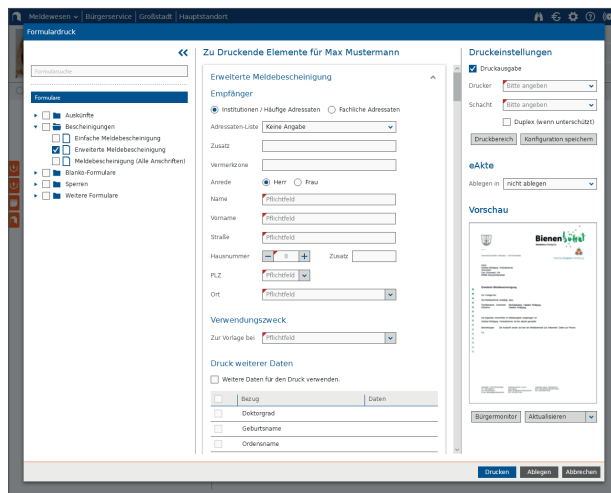 Meldewesen Bürgerservice Großstadt Hauptstandort
Formulardruck
Formularsuche
Formulare
Auskünfte
Bescheinigungen
Einfache Meldebescheinigung
Erweiterte Meldebescheinigung
Meldebescheinigung (Alle Anschriften)
Blanko-Formulare
Sperren
Weitere Formulare
Zu Druckende Elemente für Max Mustermann
Erweiterte Meldebescheinigung
Empfänger
Institutionen / Häufige Adressaten Fachliche Adressaten
Adressaten-Liste Keine Angabe
Zusatz
Vermerkzone
Anrede Herr Frau
Name Pflichtfeld
Vorname Pflichtfeld
Straße Pflichtfeld
Hausnummer 0 Zusatz
PLZ Pflichtfeld
Ort Pflichtfeld
Verwendungszweck
Zur Vorlage bei Pflichtfeld
Druck weiterer Daten
Weitere Daten für den Druck verwenden.
Bezug Daten
Doktorgrad
Geburtsname
Ordensname
Druckeinstellungen
Druckausgabe
Drucker Bitte angeben
Schacht Bitte angeben
Duplex (wenn unterschützt)
Druckbereich Konfiguration speichern
eAkte
Ablegen in nicht ablegen
Vorschau
Bienen
Bürgermonitor Aktualisieren
Drucken Ablegen Abbrechen